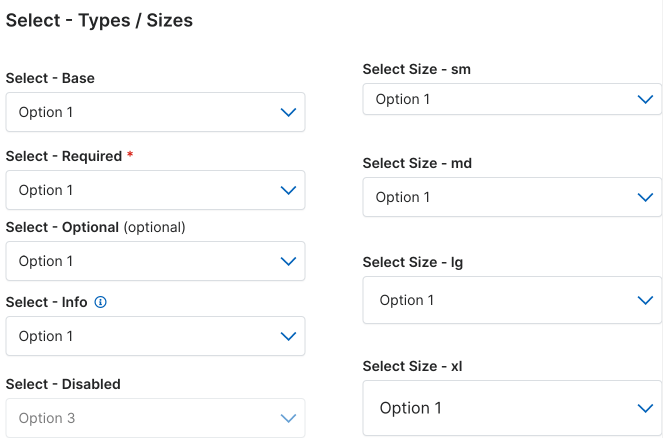 Select - Types / Sizes
Select - Base
Option 1
Select - Required *
Option 1
Select - Optional (optional)
Option 1
Select - Info
Option 1
Select - Disabled
Option 3
Select Size - sm
Option 1
Select Size - md
Option 1
Select Size - lg
Option 1
Select Size - xl
Option 1